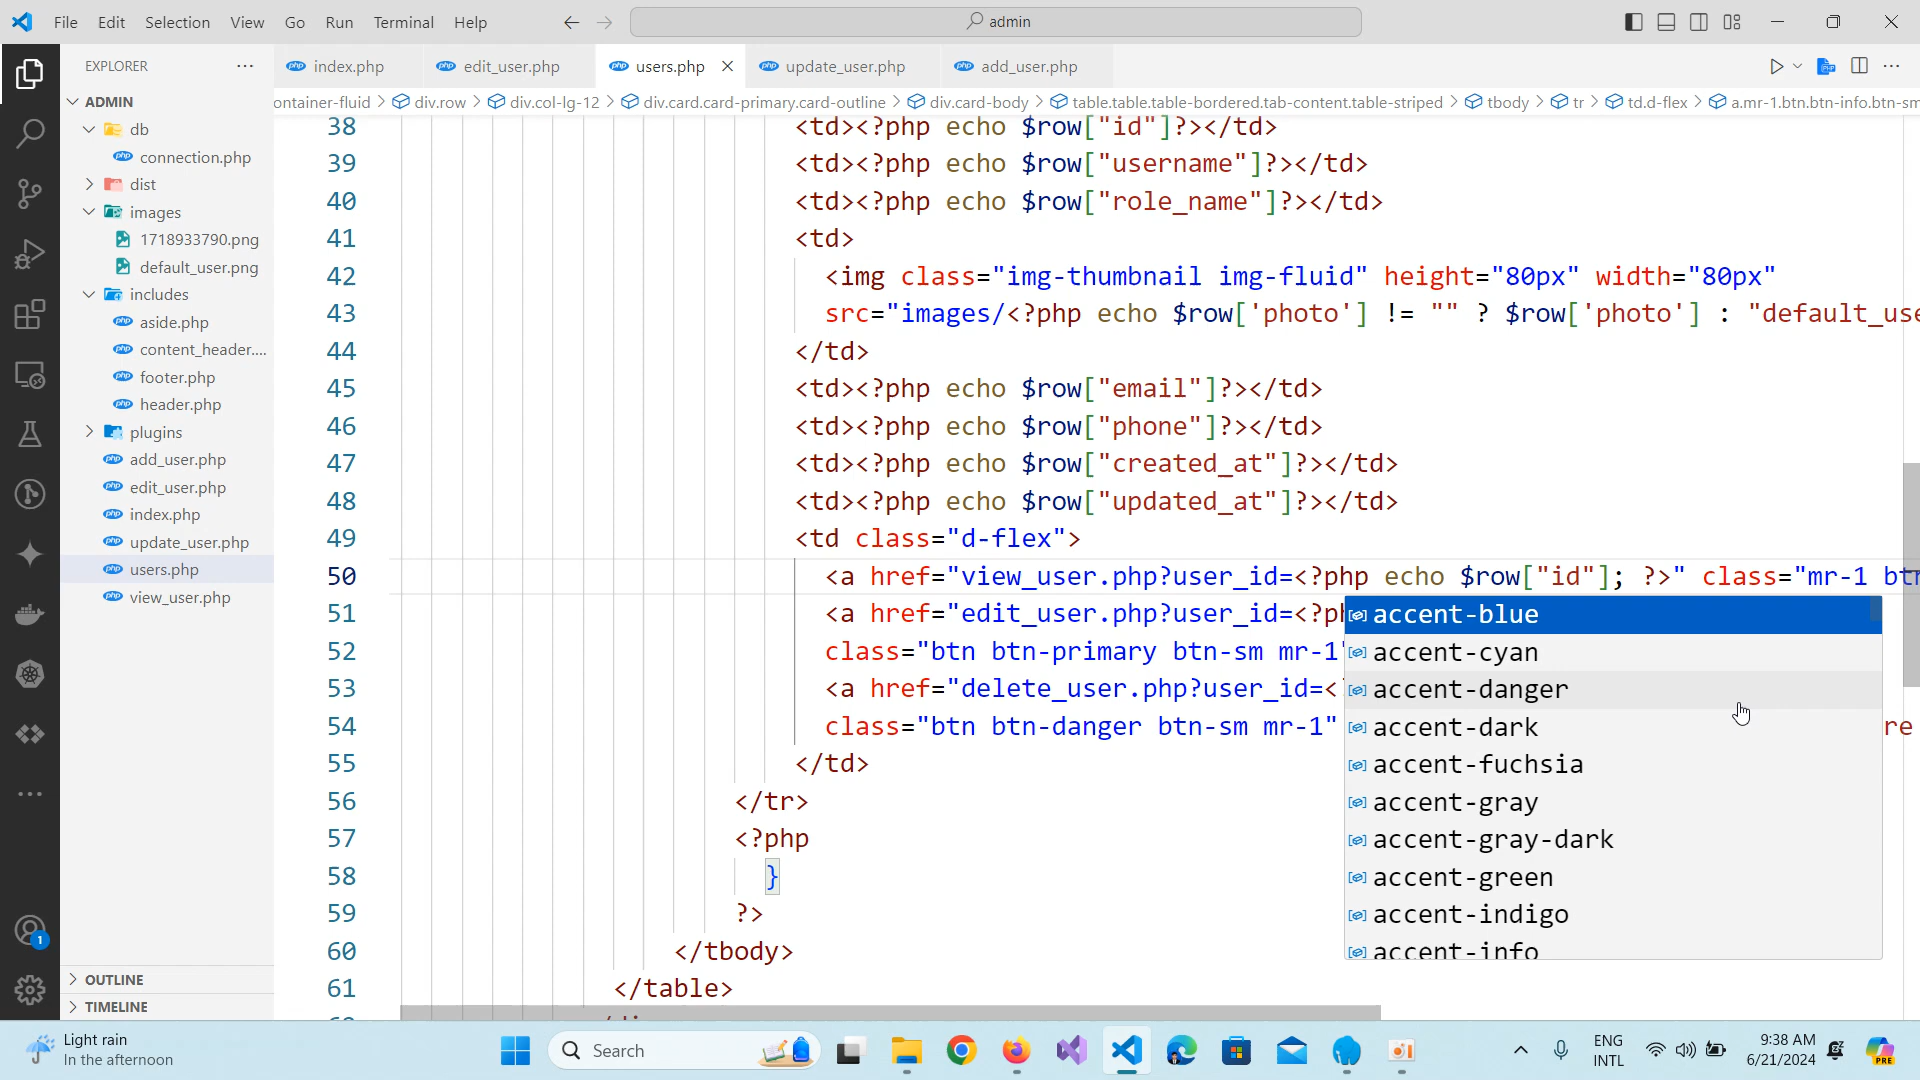 File Edit Selection View Go Run Terminal Help
admin
EXPLORER
index.php
edit_user.php
users.php
update_user.php
add_user.php
ontainer-fluid > div.row > div.col-lg-12 > div.card.card-primary.card-outline > div.card-body > table.table.table-bordered.tab-content.table-striped > tbody > tr > td.d-flex > a.mr-1.btn.btn-info.btn-sm
ADMIN
db
connection.php
dist
images
1718933790.png
default_user.png
includes
aside.php
content_header....
footer.php
header.php
plugins
add_user.php
edit_user.php
index.php
update_user.php
users.php
view_user.php
OUTLINE
TIMELINE
38 <td><?php echo $row["id"]?></td>
39 <td><?php echo $row["username"]?></td>
40 <td><?php echo $row["role_name"]?></td>
41 <td>
42 <img class="img-thumbnail img-fluid" height="80px" width="80px"
43 src="images/<?php echo $row['photo'] != "" ? $row['photo'] : "default_use
44 </td>
45 <td><?php echo $row["email"]?></td>
46 <td><?php echo $row["phone"]?></td>
47 <td><?php echo $row["created_at"]?></td>
48 <td><?php echo $row["updated_at"]?></td>
49 <td class="d-flex">
50 <a href="view_user.php?user_id=<?php echo $row["id"]; ?>" class="mr-1 btn
51 <a href="edit_user.php?user_id=<?ph
52 class="btn btn-primary btn-sm mr-1"
53 <a href="delete_user.php?user_id=<
54 class="btn btn-danger btn-sm mr-1" re
55 </td>
56 </tr>
57 <?php
58 }
59 ?>
60 </tbody>
61 </table>
accent-blue
accent-cyan
accent-danger
accent-dark
accent-fuchsia
accent-gray
accent-gray-dark
accent-green
accent-indigo
accent-info
1
Light rain
In the afternoon
Search
ENG
INTL
9:38 AM
6/21/2024
PRE